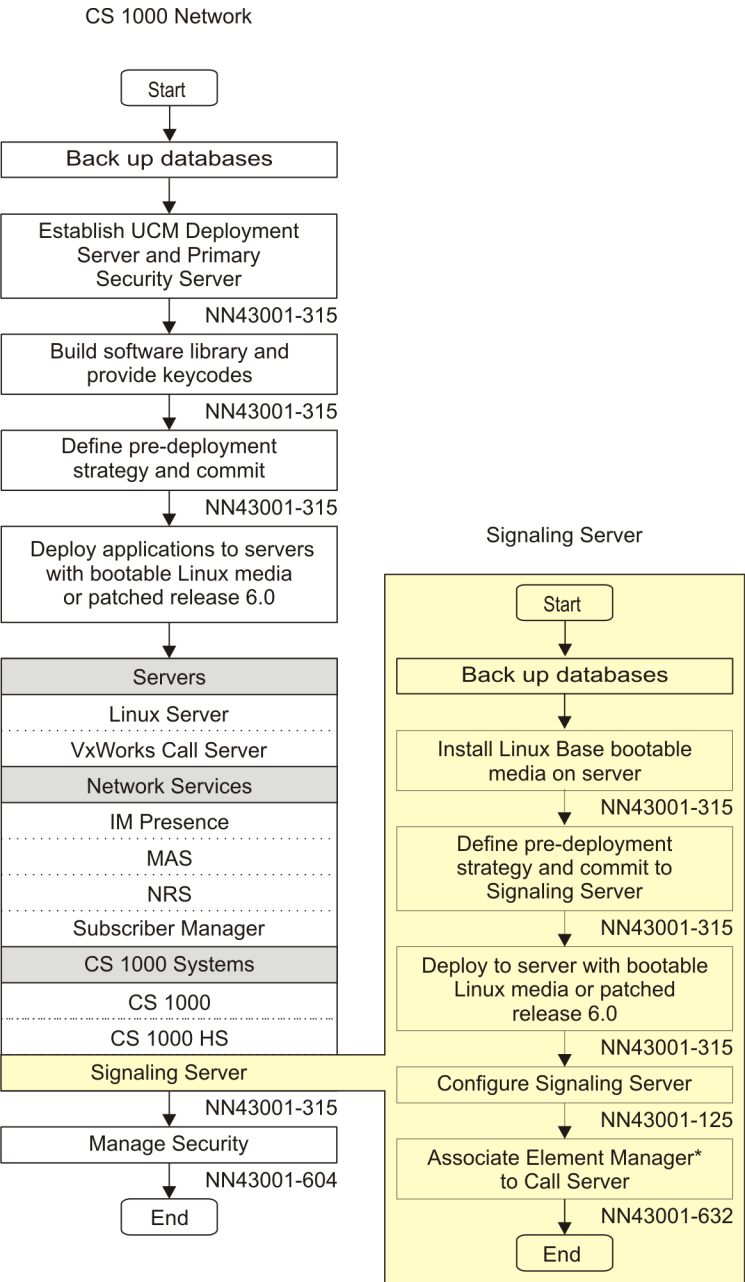 CS 1000 Network
Start
Back up databases
Establish UCM Deployment
Server and Primary
Security Server
NN43001-315
Build software library and
provide keycodes
NN43001-315
Define pre-deployment
strategy and commit
NN43001-315
Deploy applications to servers
with bootable Linux media
or patched release 6.0
Servers
Linux Server
VxWorks Call Server
Network Services
IM Presence
MAS
NRS
Subscriber Manager
CS 1000 Systems
CS 1000
CS 1000 HS
Signaling Server
NN43001-315
Manage Security
NN43001-604
End
Signaling Server
Start
Back up databases
Install Linux Base bootable
media on server
NN43001-315
Define pre-deployment
strategy and commit to
Signaling Server
NN43001-315
Deploy to server with bootable
Linux media or patched
release 6.0
NN43001-315
Configure Signaling Server
NN43001-125
Associate Element Manager*
to Call Server
NN43001-632
End